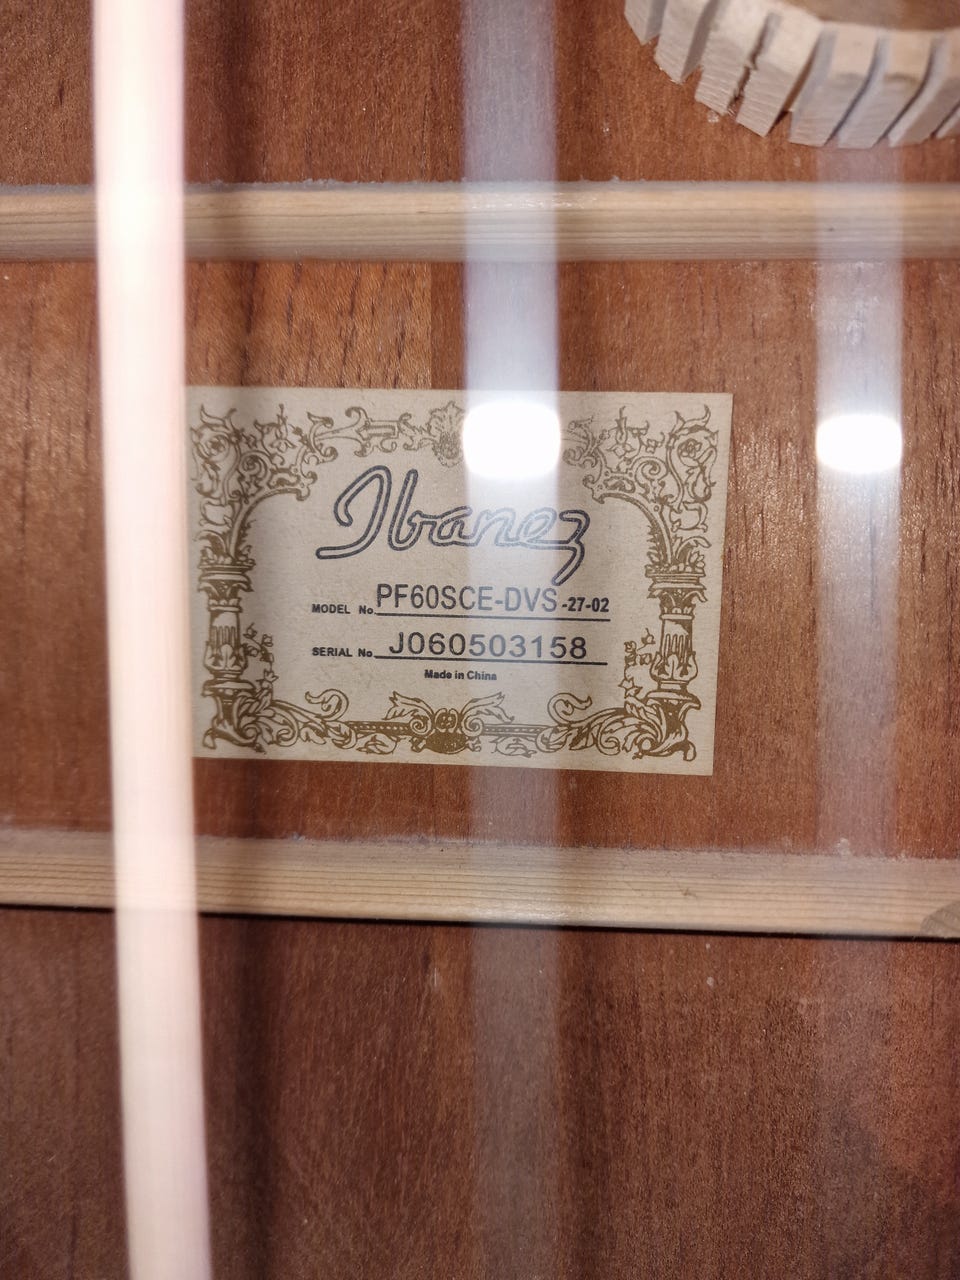 Ibanez
MODEL No. PF60SCE-DVS-27-02
SERIAL No. J060503158
Made in China